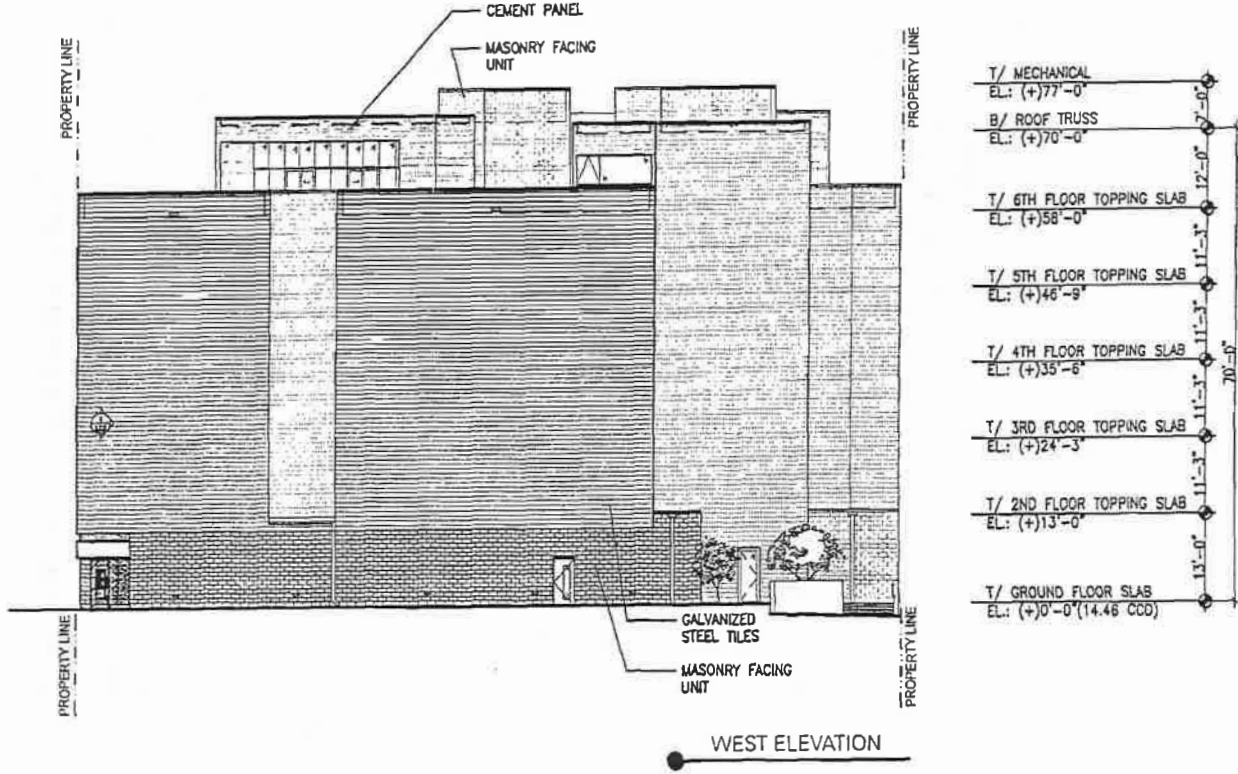 CEMENT PANEL
MASONRY FACING
UNIT
PROPERTY LINE
PROPERTY LINE
T/ MECHANICAL
EL.: (+)77'-0"
7'-0"
B/ ROOF TRUSS
EL.: (+)70'-0"
12'-0"
T/ 6TH FLOOR TOPPING SLAB
EL.: (+)58'-0"
11'-3"
T/ 5TH FLOOR TOPPING SLAB
EL.: (+)46'-9"
11'-3"
T/ 4TH FLOOR TOPPING SLAB
EL.: (+)35'-6"
70'-0"
11'-3"
T/ 3RD FLOOR TOPPING SLAB
EL.: (+)24'-3"
11'-3"
T/ 2ND FLOOR TOPPING SLAB
EL.: (+)13'-0"
13'-0"
T/ GROUND FLOOR SLAB
EL.: (+)0'-0"(14.46 CCD)
GALVANIZED
STEEL TILES
MASONRY FACING
UNIT
PROPERTY LINE
PROPERTY LINE
WEST ELEVATION